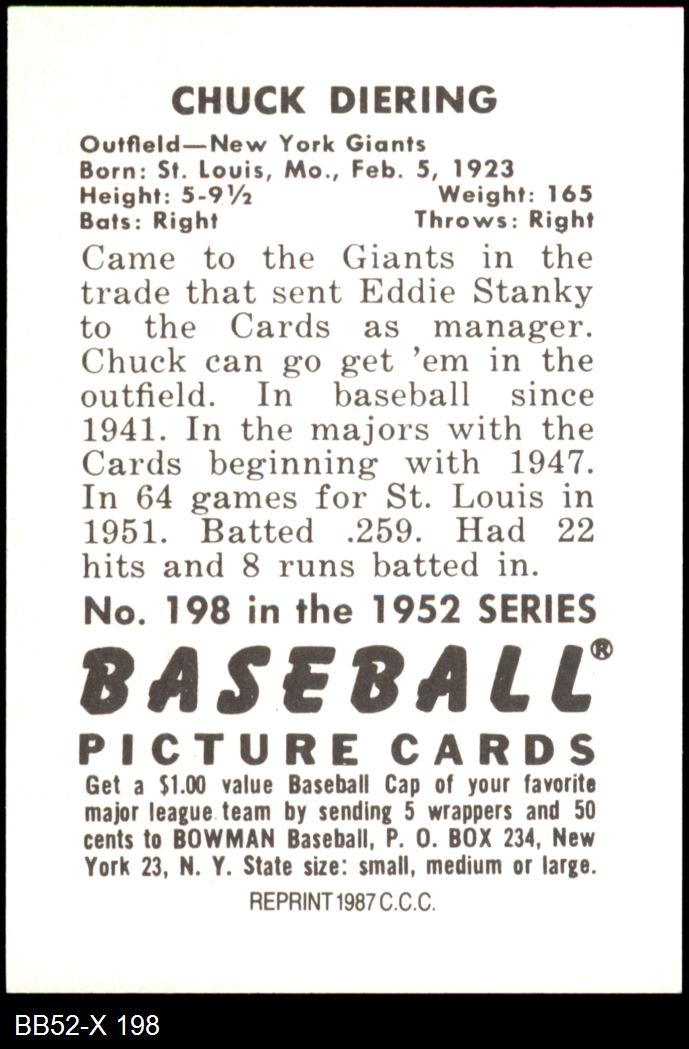 CHUCK DIERING
Outfield—New York Giants
Born: St. Louis, Mo., Feb. 5, 1923
Height: 5-9½ Weight: 165
Bats: Right Throws: Right
Came to the Giants in the
trade that sent Eddie Stanky
to the Cards as manager.
Chuck can go get ’em in the
outfield. In baseball since
1941. In the majors with the
Cards beginning with 1947.
In 64 games for St. Louis in
1951. Batted .259. Had 22
hits and 8 runs batted in.
No. 198 in the 1952 SERIES
BASEBALL®
PICTURE CARDS
Get a $1.00 value Baseball Cap of your favorite
major league team by sending 5 wrappers and 50
cents to BOWMAN Baseball, P. O. BOX 234, New
York 23, N. Y. State size: small, medium or large.
REPRINT 1987 C.C.C.
BB52-X 198